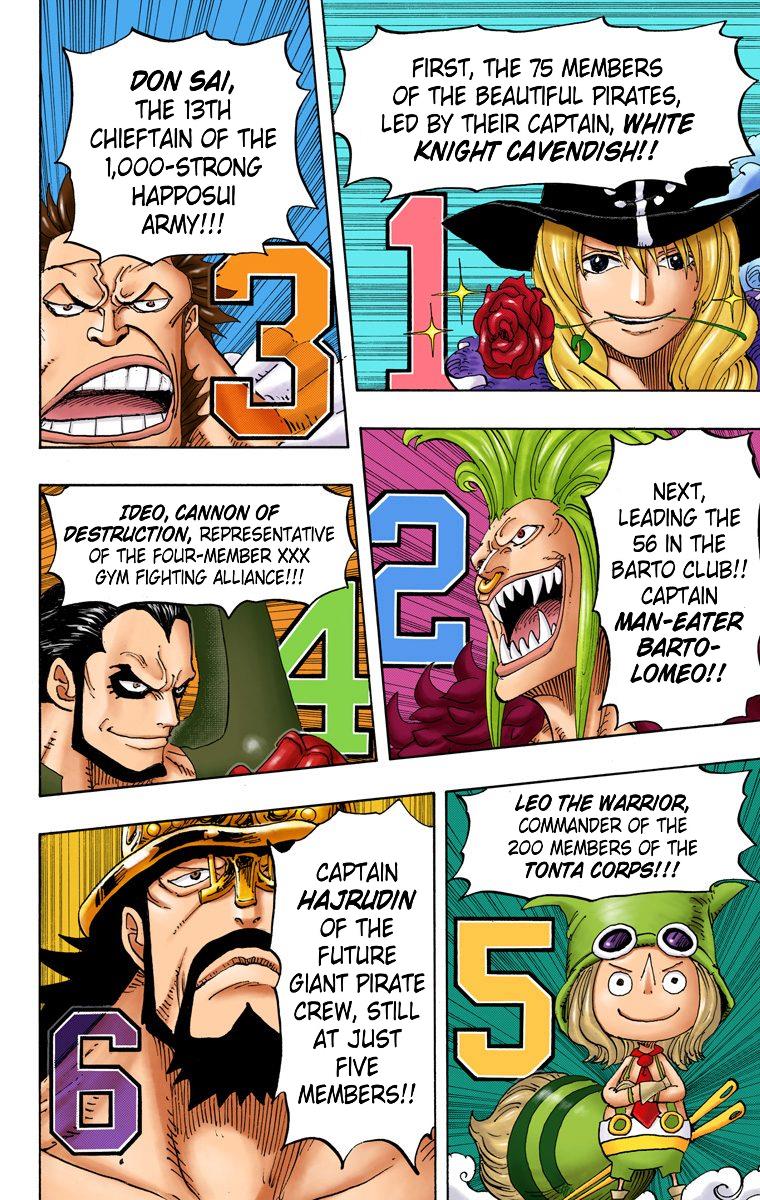 FIRST, THE 75 MEMBERS
OF THE BEAUTIFUL PIRATES,
LED BY THEIR CAPTAIN, WHITE
KNIGHT CAVENDISH!!
1
NEXT,
LEADING THE
56 IN THE
BARTO CLUB!!
CAPTAIN
MAN-EATER
BARTO-
LOMEO!!
2
DON SAI,
THE 13TH
CHIEFTAIN OF THE
1,000-STRONG
HAPPOSUI
ARMY!!!
3
IDEO, CANNON OF
DESTRUCTION, REPRESENTATIVE
OF THE FOUR-MEMBER XXX
GYM FIGHTING ALLIANCE!!!
4
LEO THE WARRIOR,
COMMANDER OF THE
200 MEMBERS OF THE
TONTA CORPS!!!
5
CAPTAIN
HAJRUDIN
OF THE
FUTURE
GIANT PIRATE
CREW, STILL
AT JUST
FIVE
MEMBERS!!
6